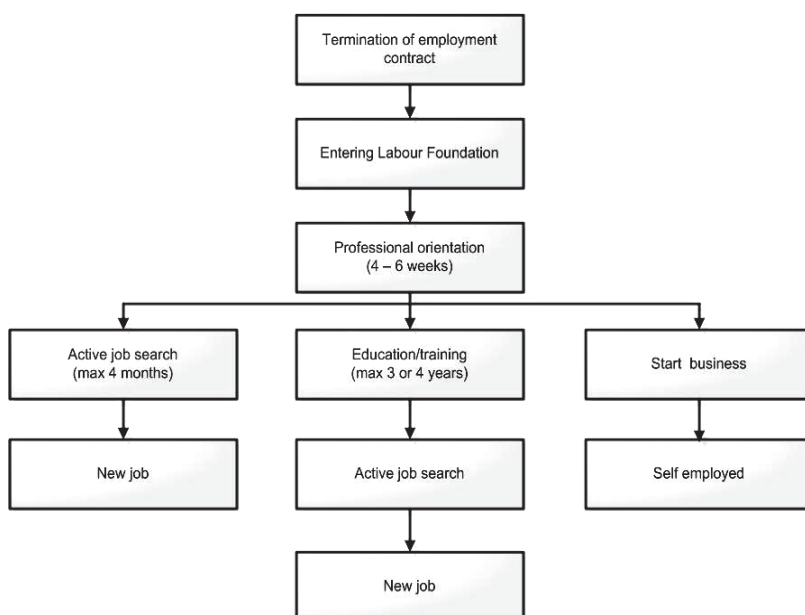 Termination of employment
contract
Entering Labour Foundation
Professional orientation
(4 – 6 weeks)
Active job search
(max 4 months)
Education/training
(max 3 or 4 years)
Start business
New job
Active job search
Self employed
New job